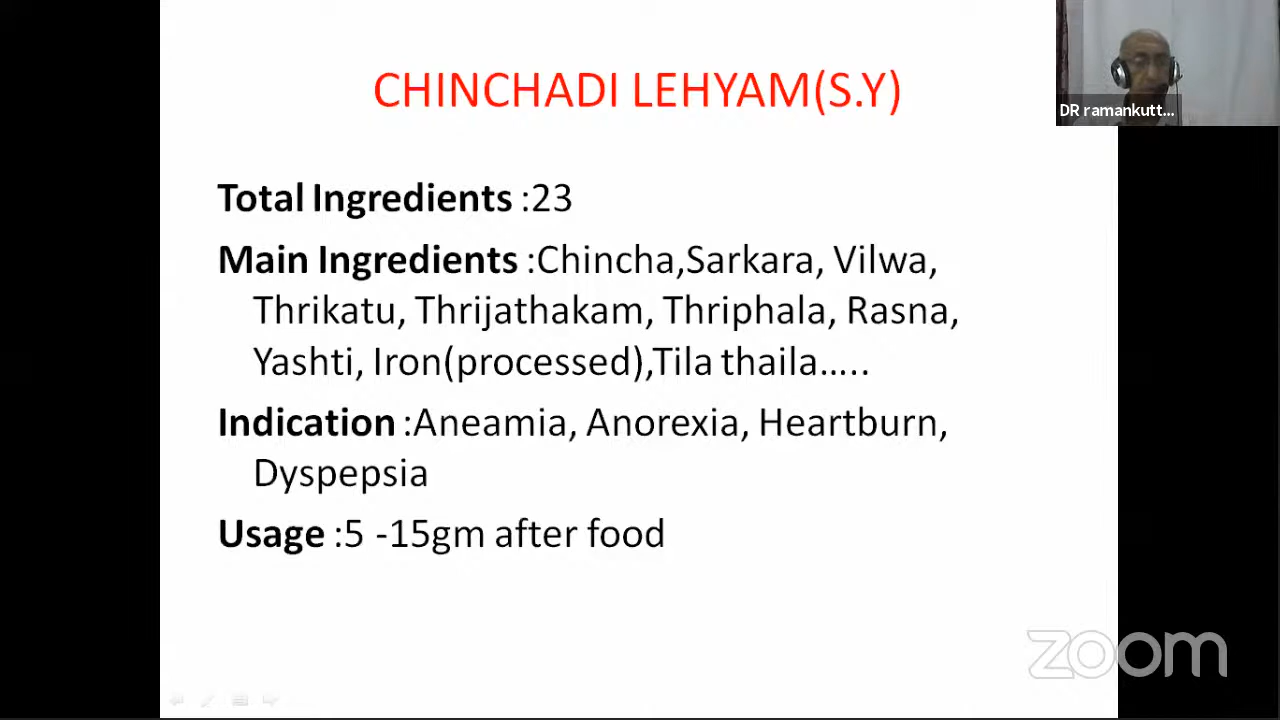 CHINCHADI LEHYAM(S.Y)
DR ramankutt...
Total Ingredients :23
Main Ingredients :Chincha,Sarkara, Vilwa,
Thrikatu, Thrijathakam, Thriphala, Rasna,
Yashti, Iron(processed),Tila thaila.....
Indication :Aneamia, Anorexia, Heartburn,
Dyspepsia
Usage :5 -15gm after food
zoom